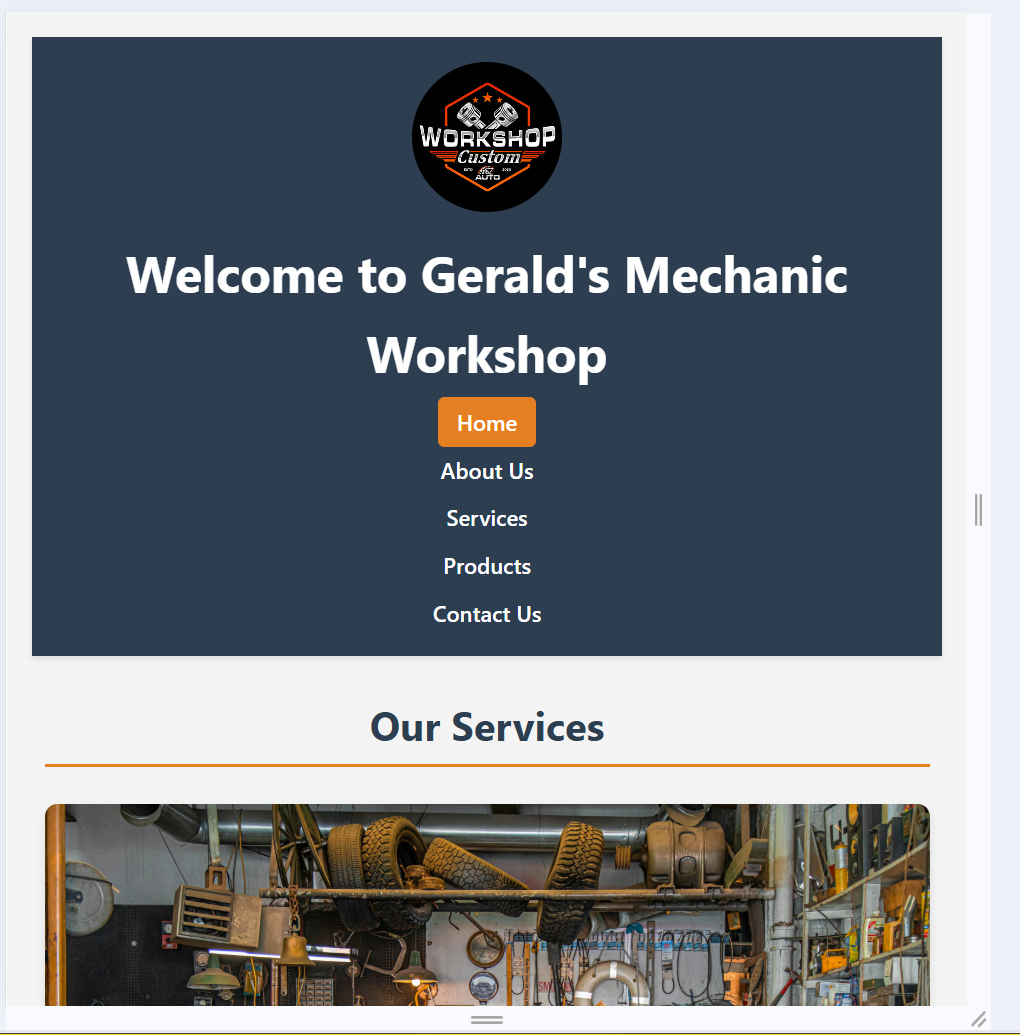 WORKSHOP
Custom
AUTO
Welcome to Gerald's Mechanic
Workshop
Home
About Us
Services
Products
Contact Us
Our Services